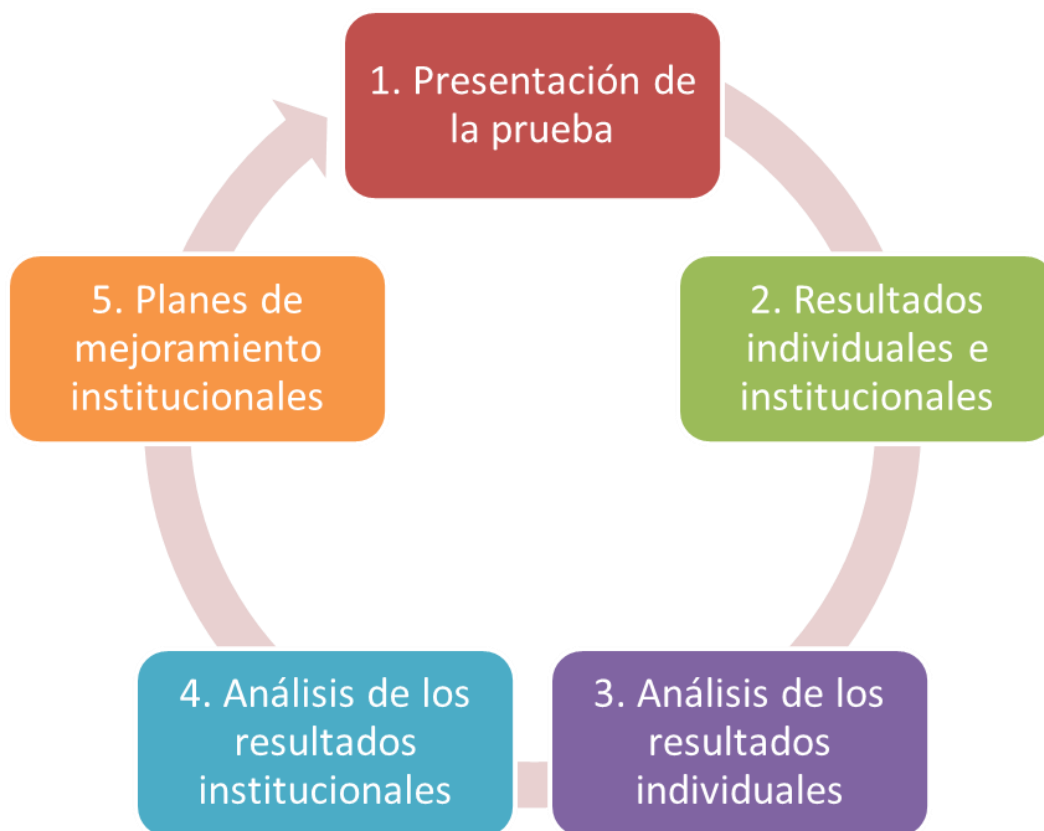 1. Presentación de
la prueba
2. Resultados
individuales e
institucionales
3. Análisis de los
resultados
individuales
4. Análisis de los
resultados
institucionales
5. Planes de
mejoramiento
institucionales